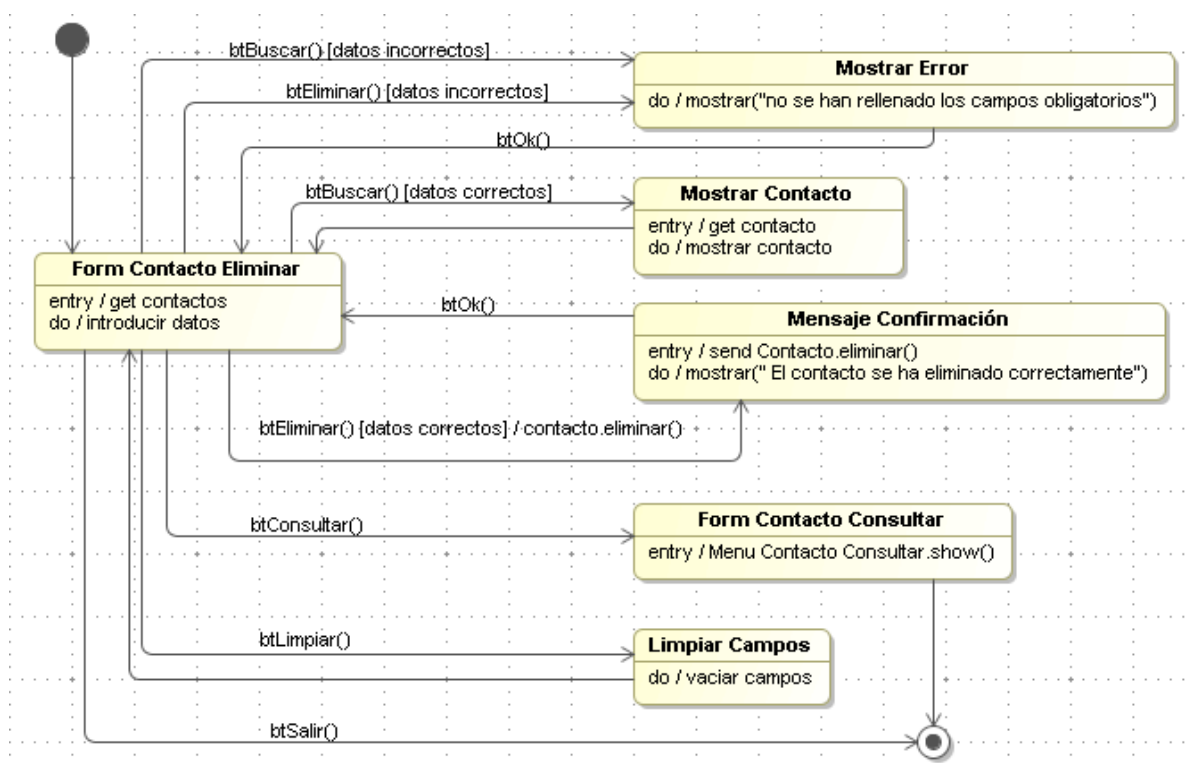 btBuscar() [datos incorrectos]
Mostrar Error
btEliminar() [datos incorrectos]
do / mostrar("no se han rellenado los campos obligatorios")
btOk()
btBuscar() [datos correctos]
Mostrar Contacto
entry / get contacto
do / mostrar contacto
Form Contacto Eliminar
entry / get contactos
do / introducir datos
btOk()
Mensaje Confirmación
entry / send Contacto.eliminar()
do / mostrar(" El contacto se ha eliminado correctamente")
btEliminar() [datos correctos] / contacto.eliminar()
btConsultar()
Form Contacto Consultar
entry / Menu Contacto Consultar.show()
btLimpiar()
Limpiar Campos
do / vaciar campos
btSalir()